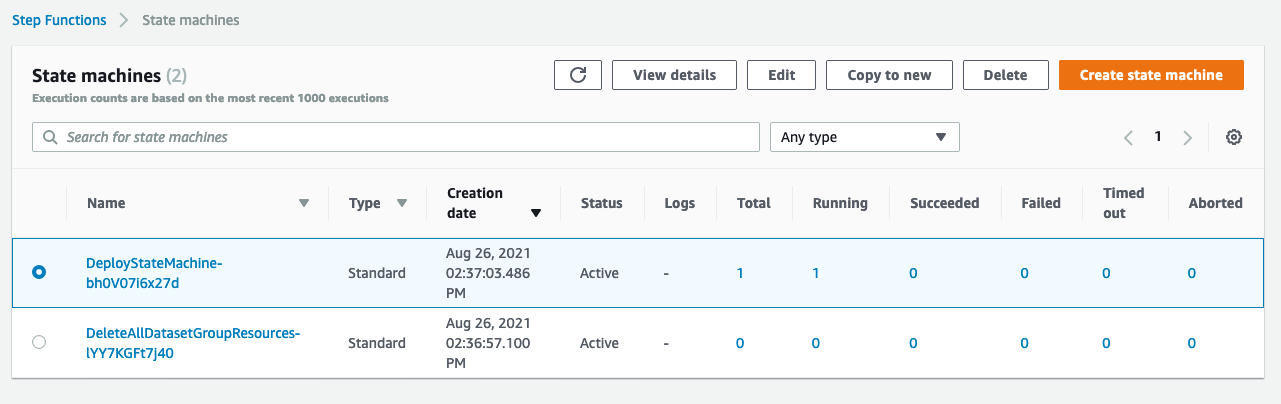 Step Functions > State machines
State machines (2)
Execution counts are based on the most recent 1000 executions
View details
Edit
Copy to new
Delete
Create state machine
Search for state machines
Any type
1
Name
Type
Creation
date
Status
Logs
Total
Running
Succeeded
Failed
Timed
out
Aborted
DeployStateMachine-
bh0V07i6x27d
Standard
Aug 26, 2021
02:37:03.486
PM
Active
-
1
1
0
0
0
0
DeleteAllDatasetGroupResources-
lYY7KGFt7j40
Standard
Aug 26, 2021
02:36:57.100
PM
Active
-
0
0
0
0
0
0